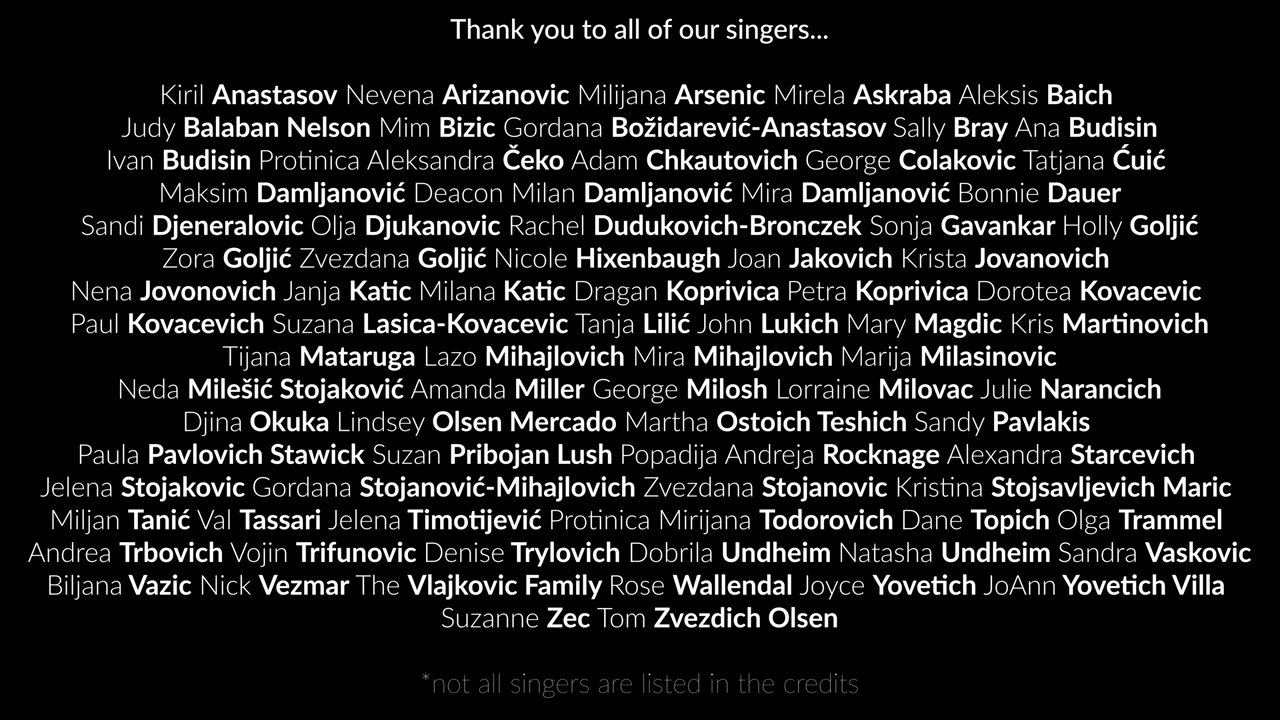 Thank you to all of our singers...
Kiril Anastasov Nevena Arizanovic Milijana Arsenic Mirela Askraba Aleksis Baich
Judy Balaban Nelson Mim Bizic Gordana Božidarević-Anastasov Sally Bray Ana Budisin
Ivan Budisin Protinica Aleksandra Čeko Adam Chkautovich George Colakovic Tatjana Ćuić
Maksim Damljanović Deacon Milan Damljanović Mira Damljanović Bonnie Dauer
Sandi Djeneralovic Olja Djukanovic Rachel Dudukovich-Bronczek Sonja Gavankar Holly Goljić
Zora Goljić Zvezdana Goljić Nicole Hixenbaugh Joan Jakovich Krista Jovanovich
Nena Jovonovich Janja Katic Milana Katic Dragan Koprivica Petra Koprivica Dorotea Kovacevic
Paul Kovacevich Suzana Lasica-Kovacevic Tanja Lilić John Lukich Mary Magdic Kris Martinovich
Tijana Mataruga Lazo Mihajlovich Mira Mihajlovich Marija Milasinovic
Neda Milešić Stojaković Amanda Miller George Milosh Lorraine Milovac Julie Narancich
Djina Okuka Lindsey Olsen Mercado Martha Ostoich Teshich Sandy Pavlakis
Paula Pavlovich Stawick Suzan Pribojan Lush Popadija Andreja Rocknage Alexandra Starcevich
Jelena Stojakovic Gordana Stojanović-Mihajlovich Zvezdana Stojanovic Kristina Stojsavljevich Maric
Miljan Tanić Val Tassari Jelena Timotijević Protinica Mirijana Todorovich Dane Topich Olga Trammel
Andrea Trbovich Vojin Trifunovic Denise Trylovich Dobrila Undheim Natasha Undheim Sandra Vaskovic
Biljana Vazic Nick Vezmar The Vlajkovic Family Rose Wallendal Joyce Yovetich JoAnn Yovetich Villa
Suzanne Zec Tom Zvezdich Olsen
*not all singers are listed in the credits